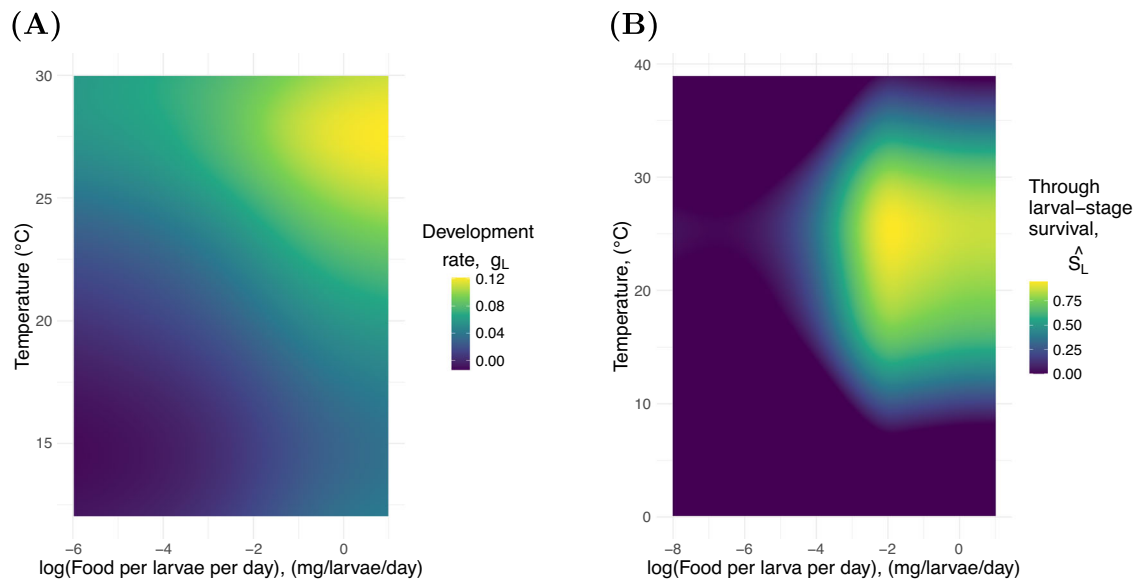 (A)
30
25
20
15
Temperature (°C)
−6
−4
−2
0
log(Food per larvae per day), (mg/larvae/day)
Development
rate, gL
0.12
0.08
0.04
0.00
(B)
40
30
20
10
0
Temperature, (°C)
−8
−6
−4
−2
0
log(Food per larva per day), (mg/larvae/day)
Through
larval−stage
survival,
ŜL
0.75
0.50
0.25
0.00